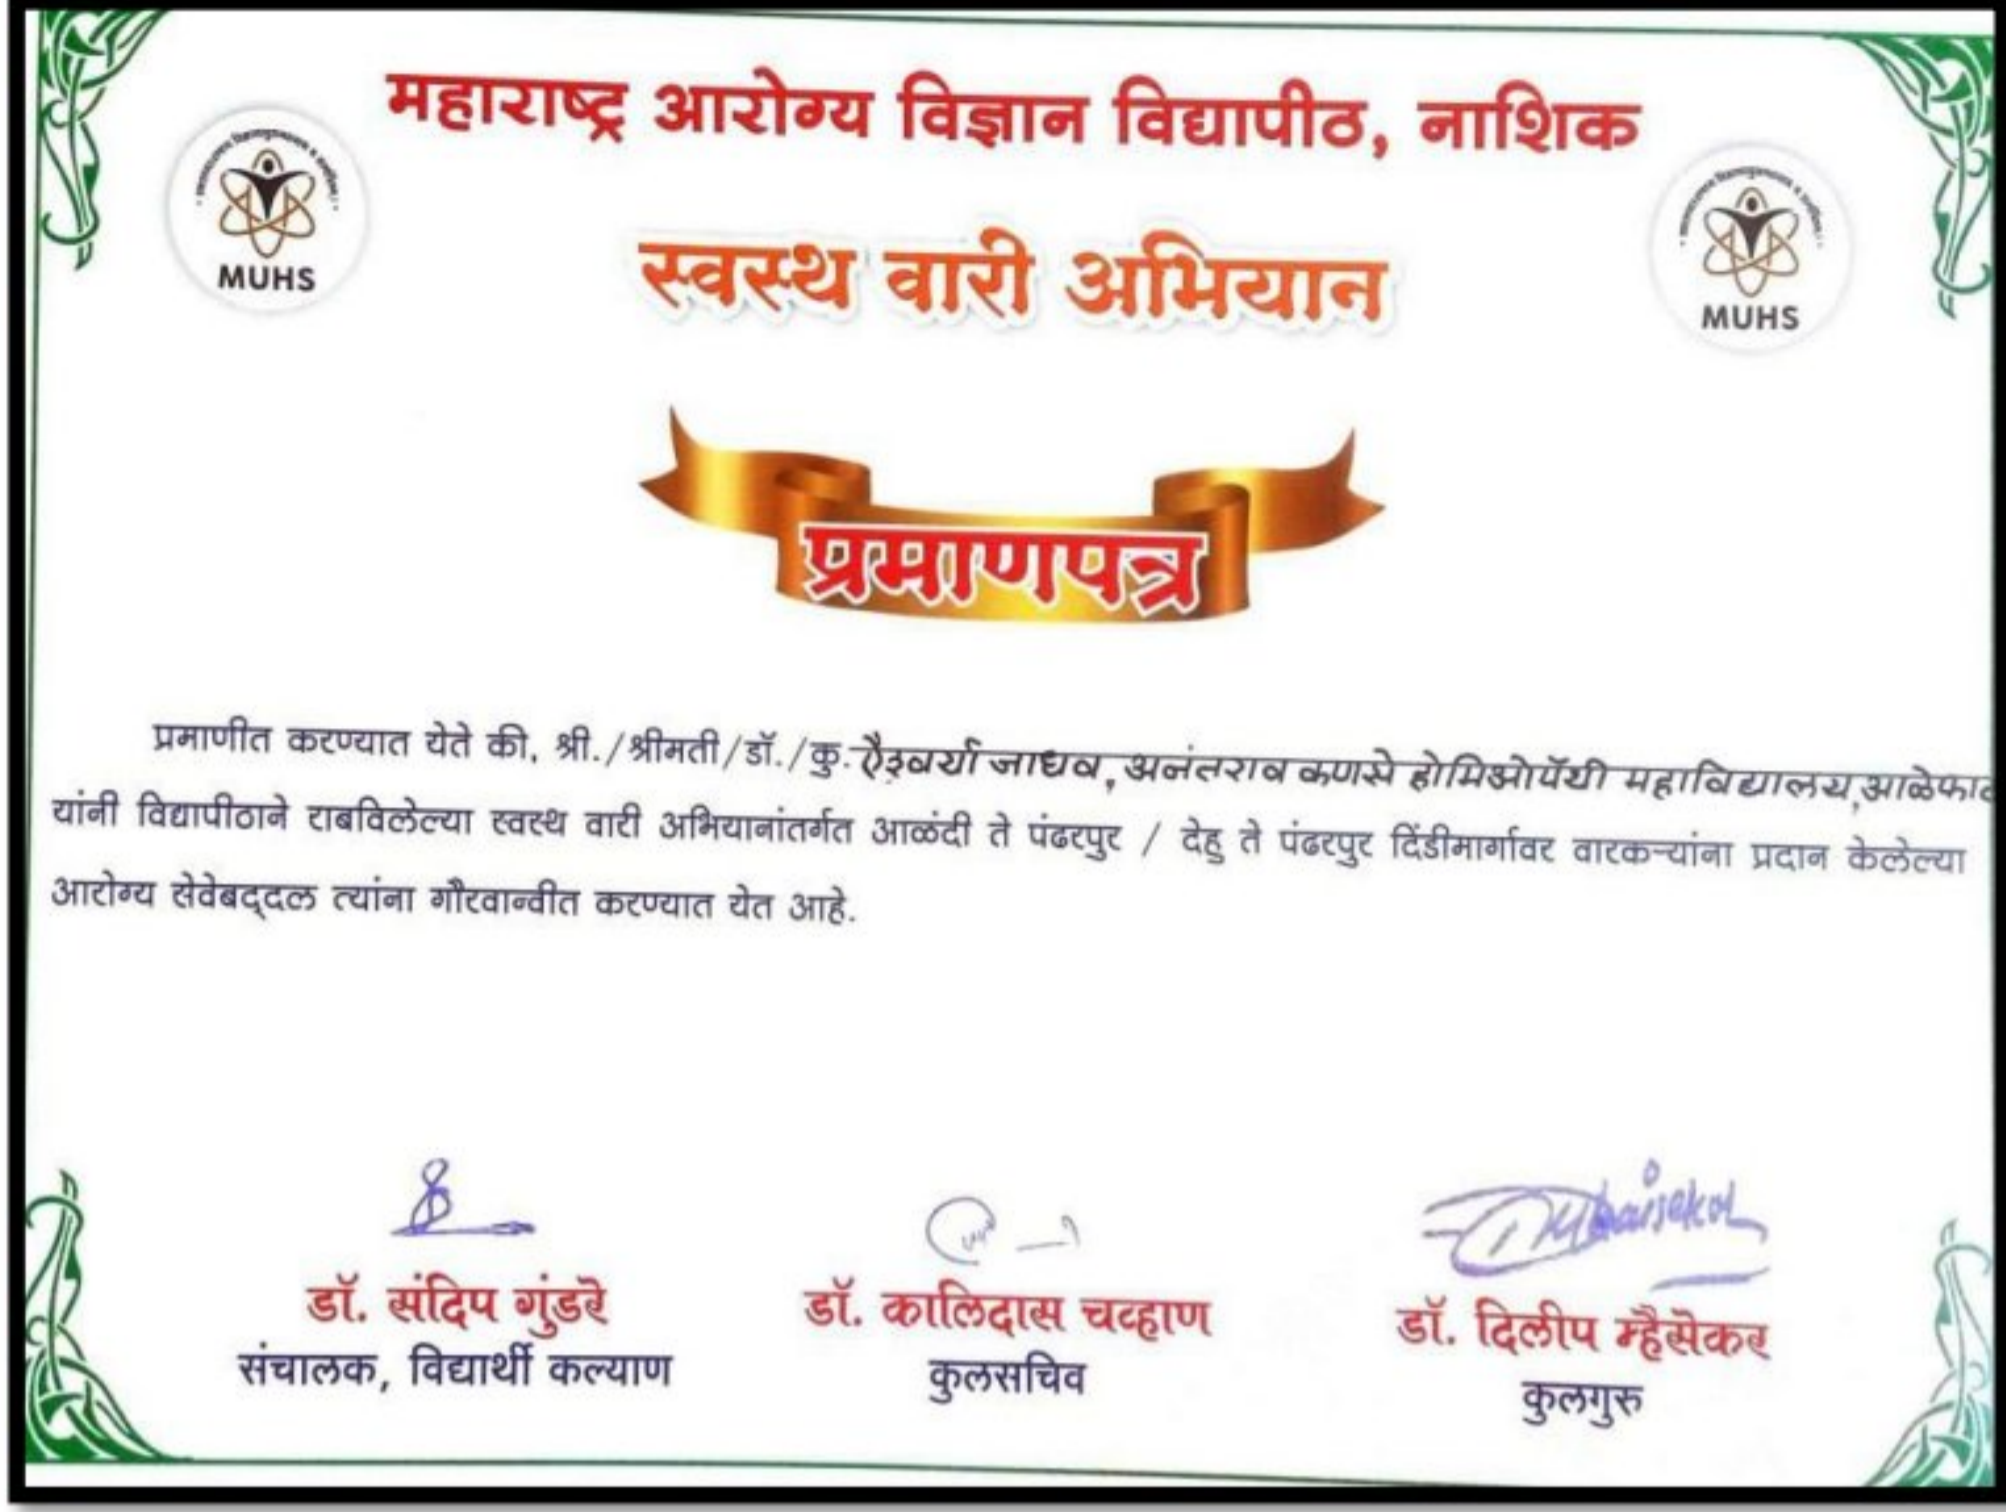 महाराष्ट्र आरोग्य विज्ञान विद्यापीठ, नाशिक
MUHS
MUHS
स्वस्थ वारी अभियान
प्रमाणपत्र
प्रमाणीत करण्यात येते की, श्री./श्रीमती/डॉ./कु. ऐश्वर्या जाधव, अनंतराव कणसे होमिओपॅथी महाविद्यालय, आळेफाट
यांनी विद्यापीठाने राबविलेल्या स्वस्थ वारी अभियानांतर्गत आळंदी ते पंढरपुर / देहु ते पंढरपुर दिंडीमार्गावर वारकऱ्यांना प्रदान केलेल्या
आरोग्य सेवेबद्दल त्यांना गौरवान्वीत करण्यात येत आहे.
डॉ. संदिप गुंडरे
संचालक, विद्यार्थी कल्याण
डॉ. कालिदास चव्हाण
कुलसचिव
डॉ. दिलीप म्हैसेकर
कुलगुरु